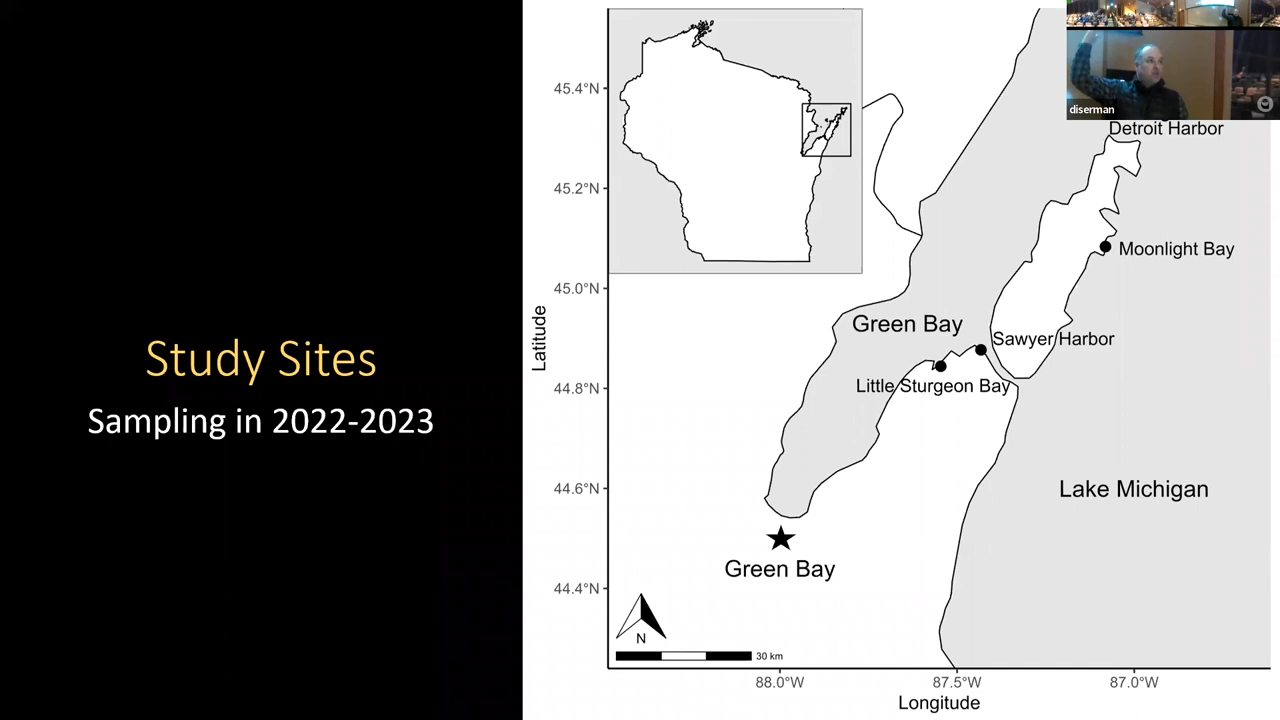 Study Sites
Sampling in 2022-2023
diserman
Detroit Harbor
Moonlight Bay
Green Bay
Sawyer Harbor
Little Sturgeon Bay
Lake Michigan
Green Bay
N
30 km
45.4°N
45.2°N
45.0°N
44.8°N
44.6°N
44.4°N
Latitude
88.0°W
87.5°W
87.0°W
Longitude